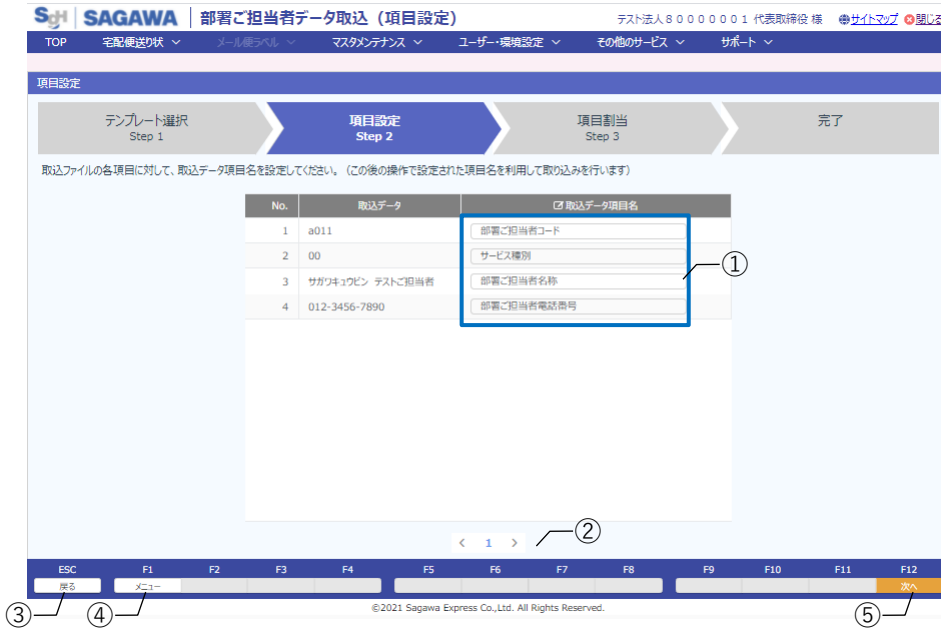 SGH SAGAWA 部署ご担当者データ取込（項目設定） テスト法人８０００００００１ 代表取締役 様 サイトマップ 閉じる
TOP 宅配便送り状 メール便ラベル マスタメンテナンス ユーザー・環境設定 その他のサービス サポート
項目設定
テンプレート選択 項目設定 項目割当 完了
Step 1 Step 2 Step 3
取込ファイルの各項目に対して、取込データ項目名を設定してください。（この後の操作で設定された項目名を利用して取り込みを行います）
No. 取込データ 取込データ項目名
1 a011 部署ご担当者コード
2 00 サービス種別
①
3 ｻｶﾞﾜｷｭｳﾋﾞﾝ ﾃｽﾄご担当者 部署ご担当者名称
4 012-3456-7890 部署ご担当者電話番号
< 1 > ②
ESC F1 F2 F3 F4 F5 F6 F7 F8 F9 F10 F11 F12
戻る メニュー 次へ
©2021 Sagawa Express Co.,Ltd. All Rights Reserved.
③ ④ ⑤